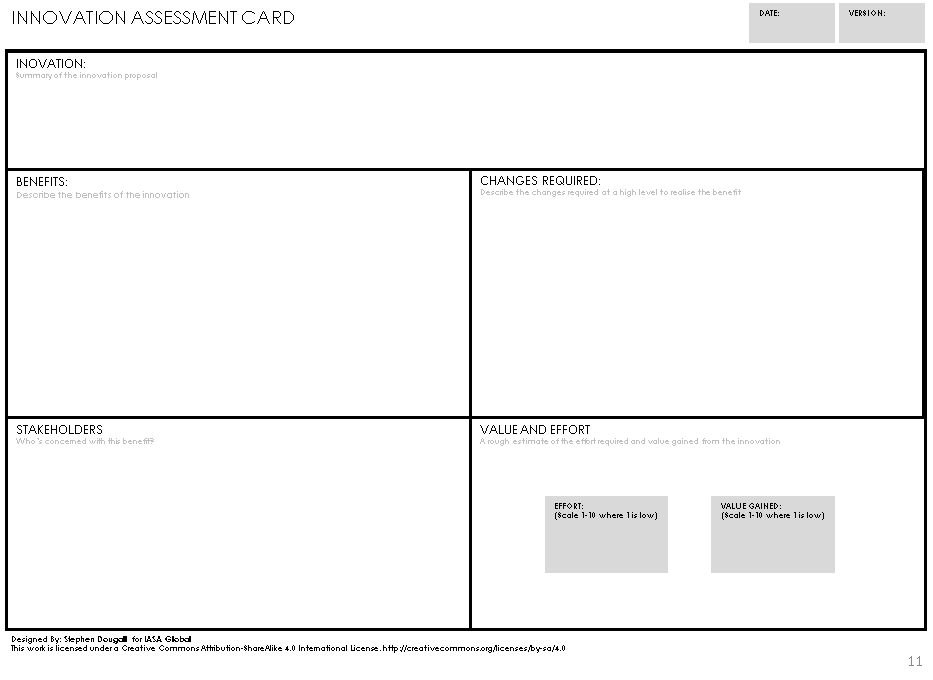 INNOVATION ASSESSMENT CARD
DATE:
VERSION:
INOVATION:
Summary of the innovation proposal
BENEFITS:
Describe the benefits of the innovation
CHANGES REQUIRED:
Describe the changes required at a high level to realise the benefit
STAKEHOLDERS
Who's concerned with this benefit?
VALUE AND EFFORT
A rough estimate of the effort required and value gained from the innovation
EFFORT:
(Scale 1-10 where 1 is low)
VALUE GAINED:
(Scale 1-10 where 1 is low)
Designed By: Stephen Dougall for IASA Global
This work is licensed under a Creative Commons Attribution-ShareAlike 4.0 International License. http://creativecommons.org/licenses/by-sa/4.0
11